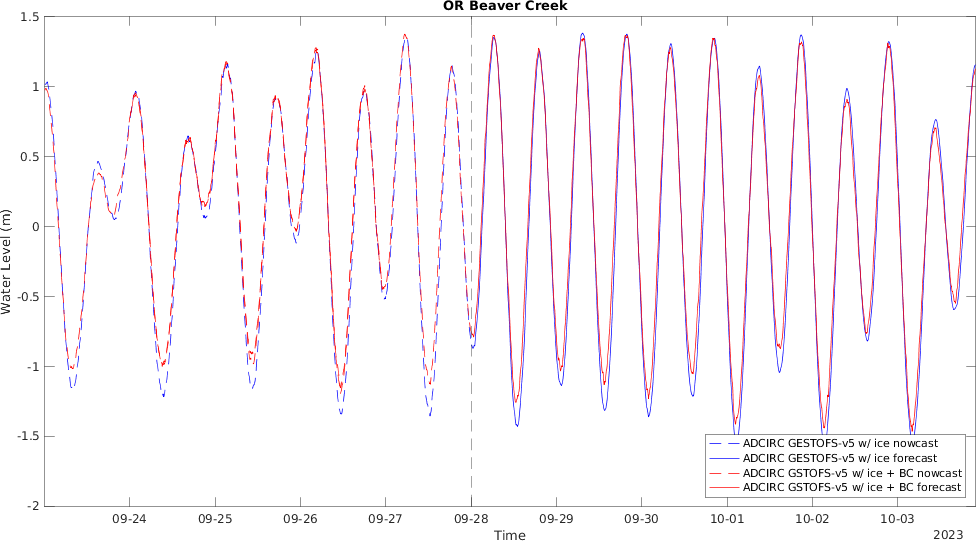 OR Beaver Creek
1.5
1
0.5
0
-0.5
-1
-1.5
-2
Water Level (m)
09-24 09-25 09-26 09-27 09-28 09-29 09-30 10-01 10-02 10-03
Time
2023
ADCIRC GESTOFS-v5 w/ ice nowcast
ADCIRC GESTOFS-v5 w/ ice forecast
ADCIRC GSTOFS-v5 w/ ice + BC nowcast
ADCIRC GSTOFS-v5 w/ ice + BC forecast